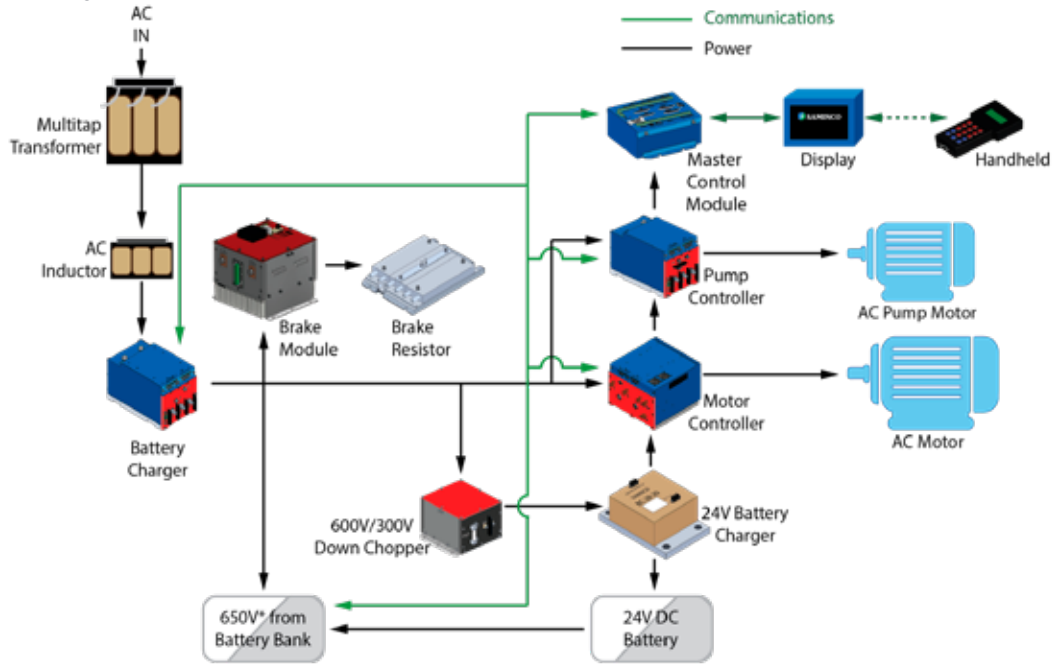 AC
IN
Communications
Power
Multitap
Transformer
Master
Control
Module
Display
Handheld
AC
Inductor
Pump
Controller
AC Pump Motor
Brake
Module
Brake
Resistor
Motor
Controller
AC Motor
Battery
Charger
600V/300V
Down Chopper
24V Battery
Charger
650V* from
Battery Bank
24V DC
Battery